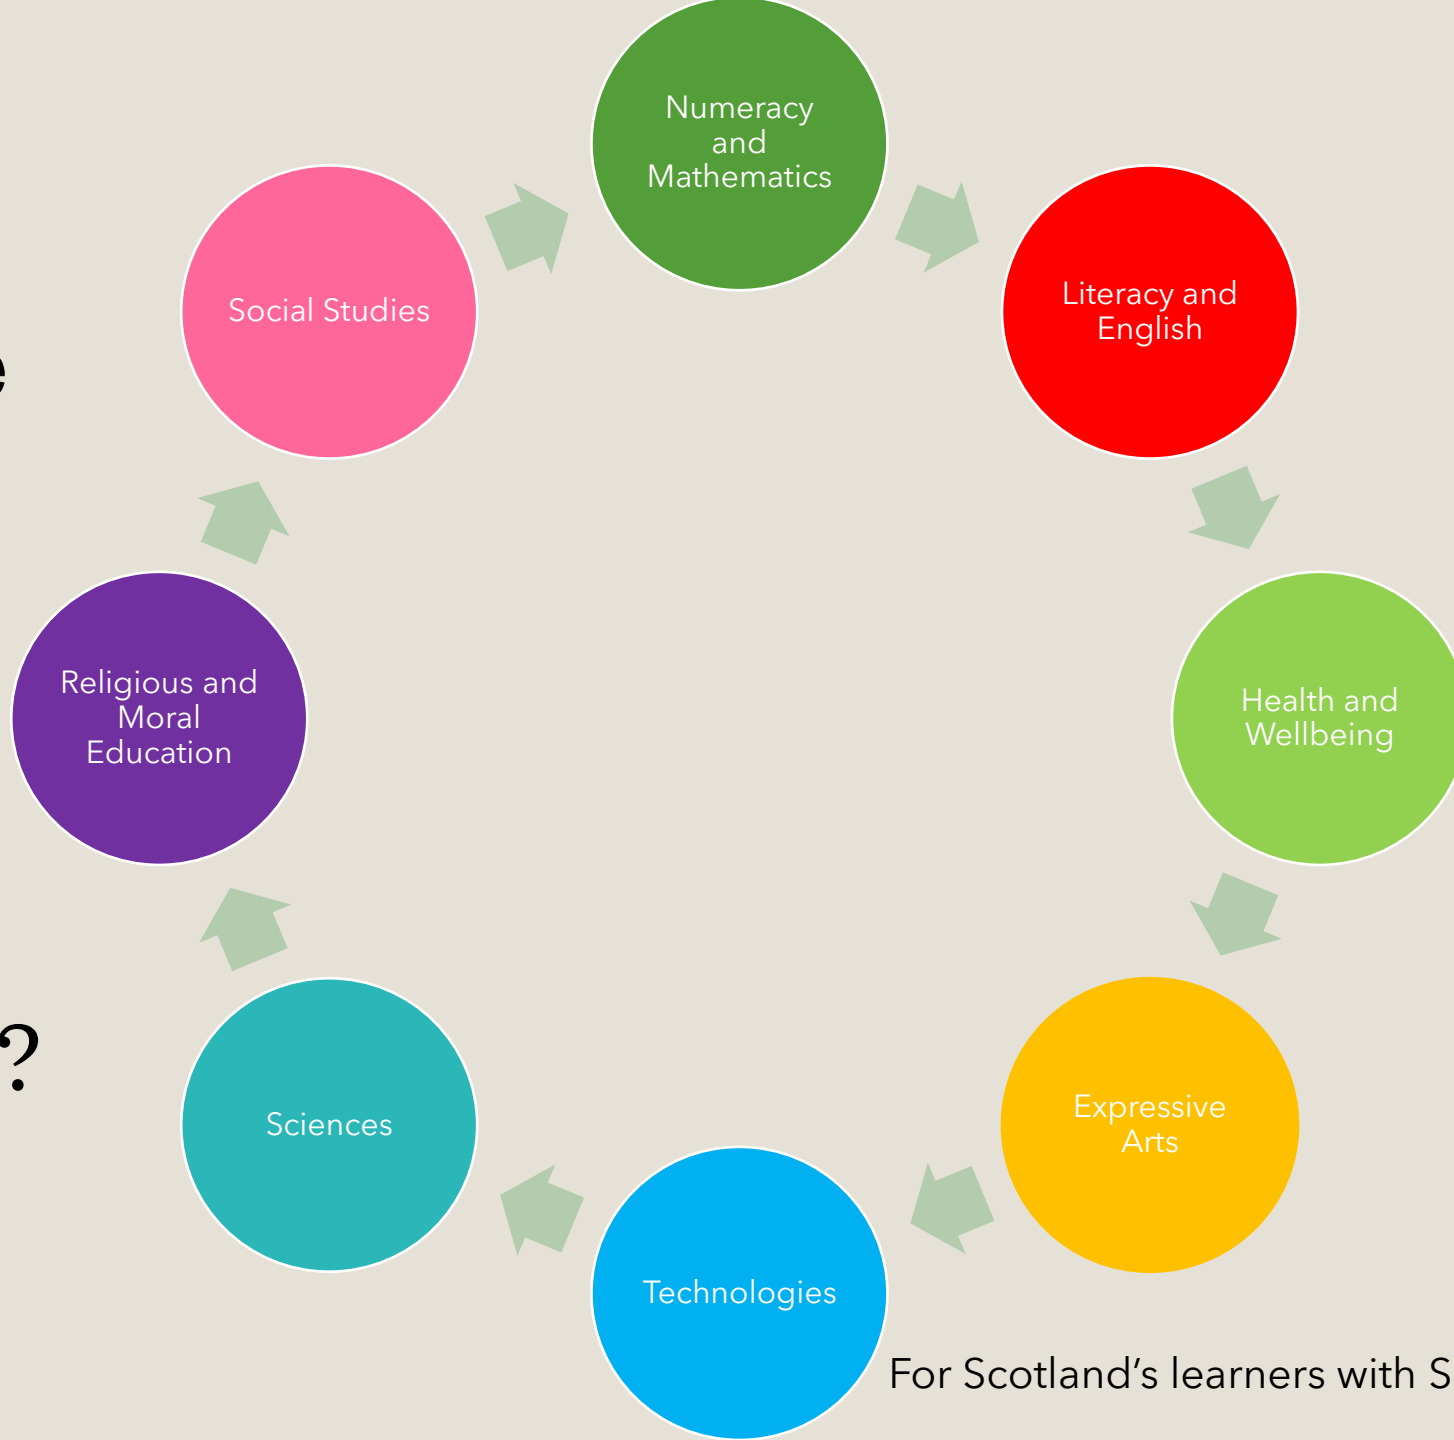 Numeracy
and
Mathematics
Literacy and
English
Health and
Wellbeing
Expressive
Arts
Technologies
Sciences
Religious and
Moral
Education
Social Studies
e
?
For Scotland's learners with S